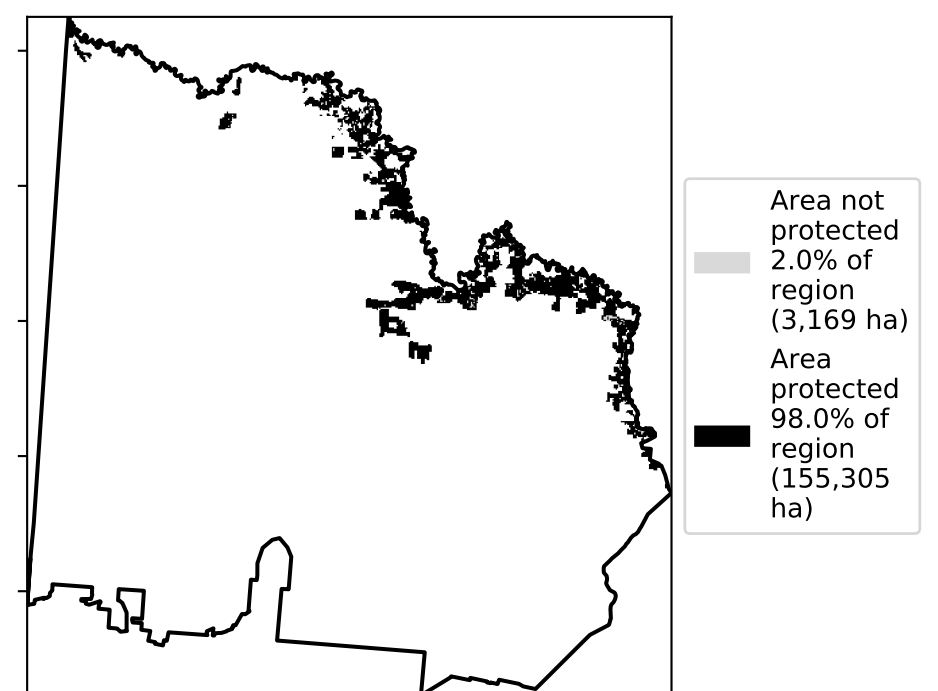 Area not
protected
2.0% of
region
(3,169 ha)
Area
protected
98.0% of
region
(155,305
ha)